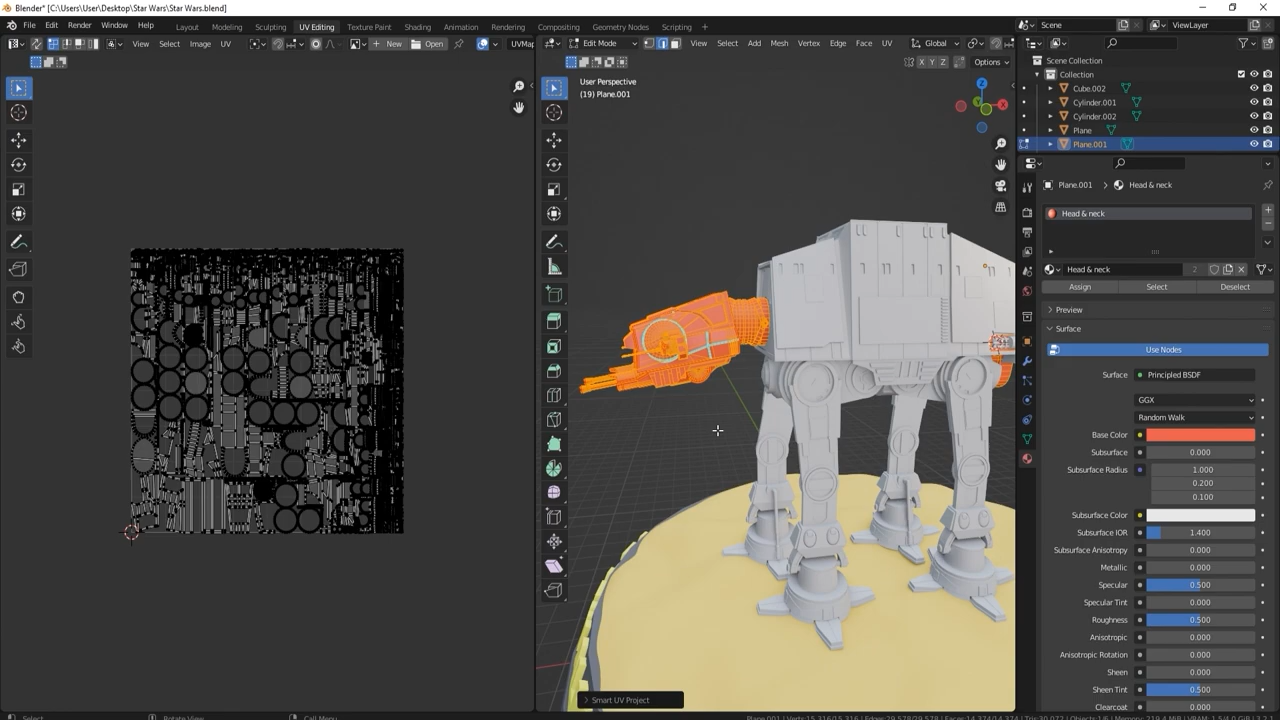 Blender* [C:\Users\User\Desktop\Star Wars\Star Wars.blend]
File Edit Render Window Help Layout Modeling Sculpting UV Editing Texture Paint Shading Animation Rendering Compositing Geometry Nodes Scripting Scene ViewLayer
View Select Image UV New Open UVMap Edit Mode View Select Add Mesh Vertex Edge Face UV Global
X Y Z Options
Scene Collection
Collection
Cube.002
Cylinder.001
Cylinder.002
Plane
Plane.001
User Perspective
(19) Plane.001
Z
X
Y
Plane.001 > Head & neck
Head & neck
Head & neck 2
Assign Select Deselect
Preview
Surface
Use Nodes
Surface Principled BSDF
GGX
Random Walk
Base Color
Subsurface 0.000
Subsurface Radius 1.000
0.200
0.100
Subsurface Color
Subsurface IOR 1.400
Subsurface Anisotropy 0.000
Metallic 0.000
Specular 0.500
Specular Tint 0.000
Roughness 0.500
Anisotropic 0.000
Anisotropic Rotation 0.000
Sheen 0.000
Sheen Tint 0.500
Clearcoat 0.000
Smart UV Project
Select Rotate View Call Menu